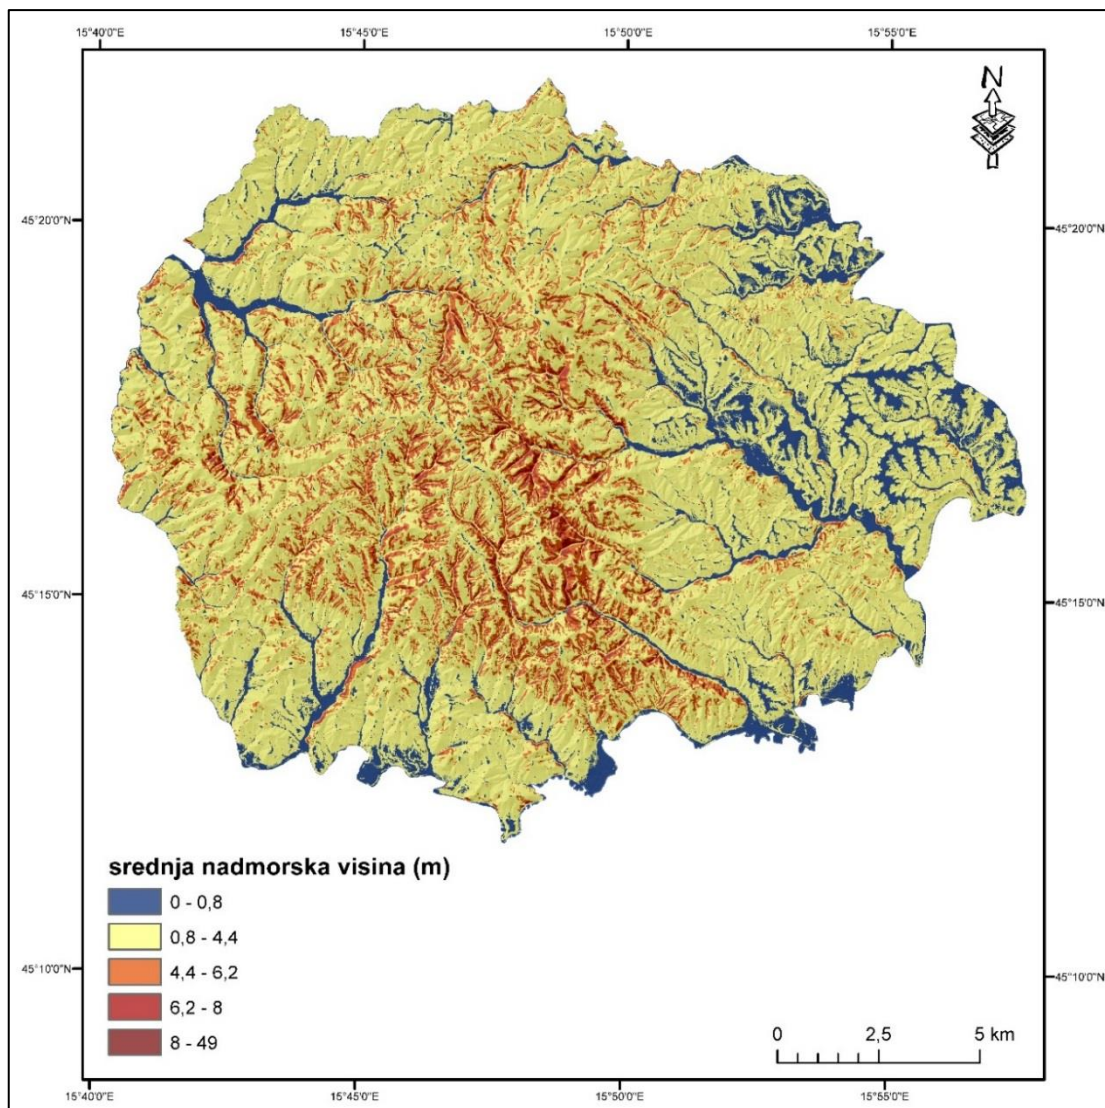 15°40'0"E 15°45'0"E 15°50'0"E 15°55'0"E
N
45°20'0"N 45°20'0"N
45°15'0"N 45°15'0"N
srednja nadmorska visina (m)
0 - 0,8
0,8 - 4,4
45°10'0"N 4,4 - 6,2 45°10'0"N
6,2 - 8
0 2,5 5 km
8 - 49
15°40'0"E 15°45'0"E 15°50'0"E 15°55'0"E